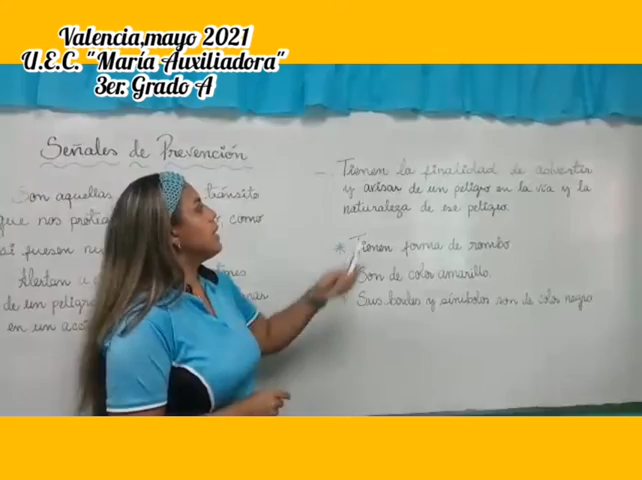 Valencia,mayo 2021
U.E.C. "María Auxiliadora"
3er. Grado A
Señales de Prevención
Son aquellas tránsito
que nos como
si fuesen
Alertan a
de un peligro
en un
-. Tienen la finalidad de advertir
y avisar de un peligro en la vía y la
naturaleza de ese peligro.
* Tienen forma de rombo
Son de color amarillo.
Sus bordes y símbolos son de color negro